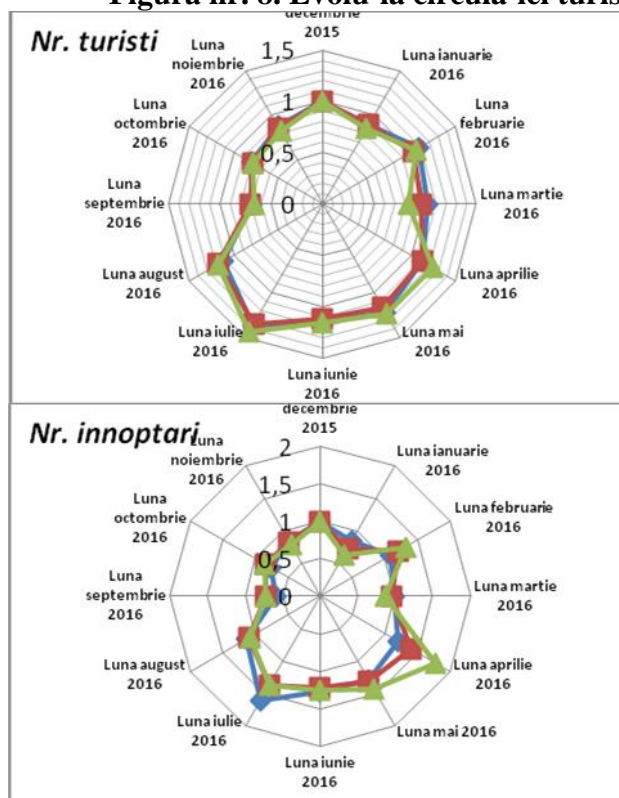 Figura nr. 8. Evolu-ia circula-iei turis
Nr. turisti
decembrie
2015
Luna ianuarie
2016
Luna
februarie
2016
Luna martie
2016
Luna aprilie
2016
Luna mai
2016
Luna iunie
2016
Luna iulie
2016
Luna august
2016
Luna
septembrie
2016
Luna
octombrie
2016
Luna
noiembrie
2016
1,5
1
0,5
0
Nr. innoptari
decembrie
2015
Luna ianuarie
2016
Luna februarie
2016
Luna martie
2016
Luna aprilie
2016
Luna mai 2016
Luna iunie
2016
Luna iulie
2016
Luna august
2016
Luna
septembrie
2016
Luna
octombrie
2016
Luna
noiembrie
2016
2
1,5
1
0,5
0